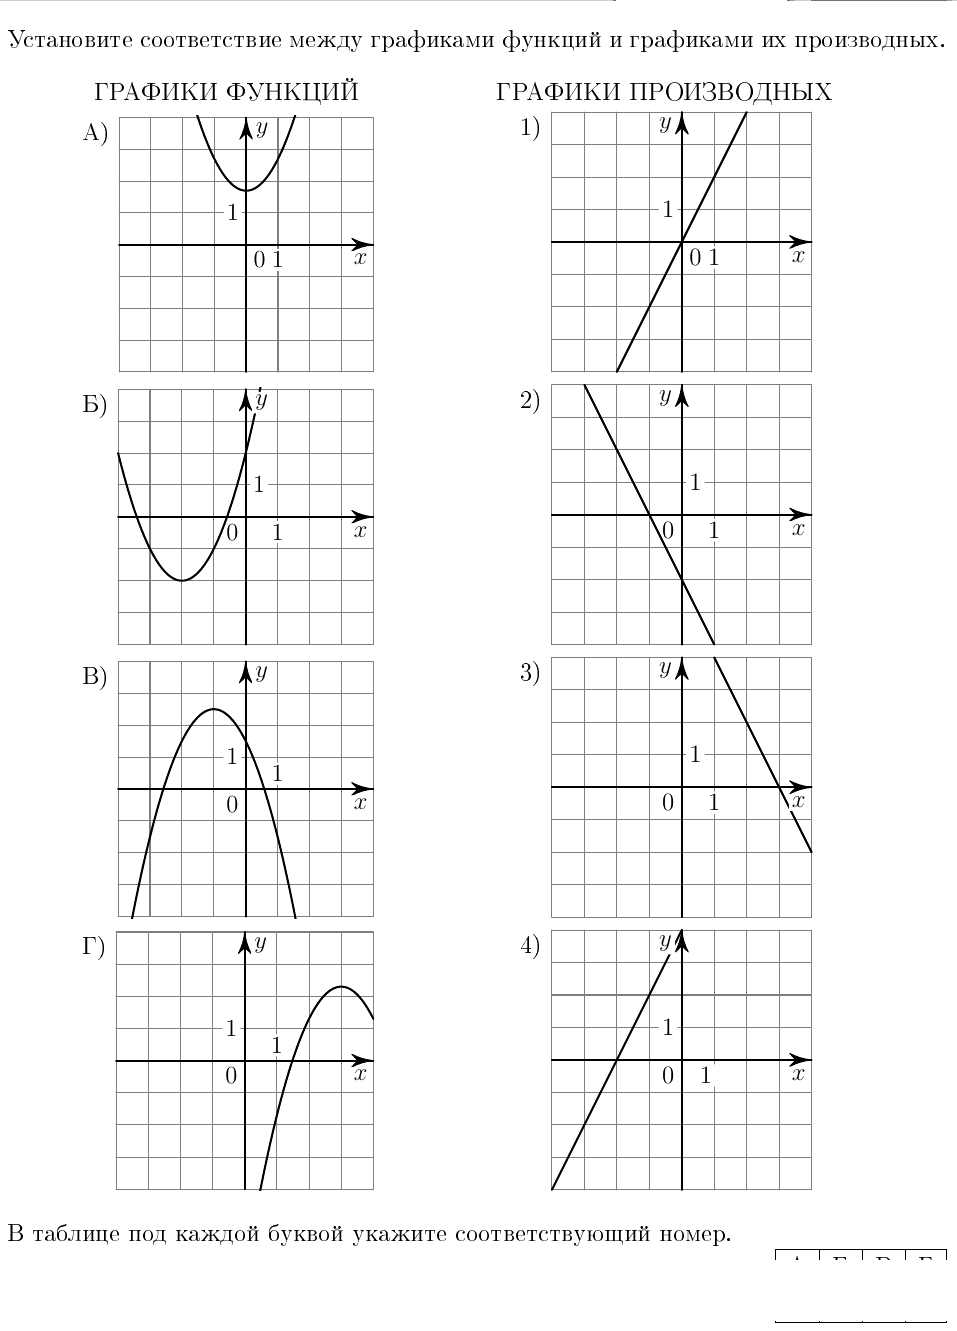 Установите соответствие между графиками функций и графиками их производных.
ГРАФИКИ ФУНКЦИЙ
ГРАФИКИ ПРОИЗВОДНЫХ
А)
y
1
0 1
x
1)
y
1
0 1
x
Б)
y
1
0 1
x
2)
y
1
0 1
x
В)
y
1
1
0
x
3)
y
1
0 1
x
Г)
y
1
1
0
x
4)
y
1
0 1
x
В таблице под каждой буквой укажите соответствующий номер.